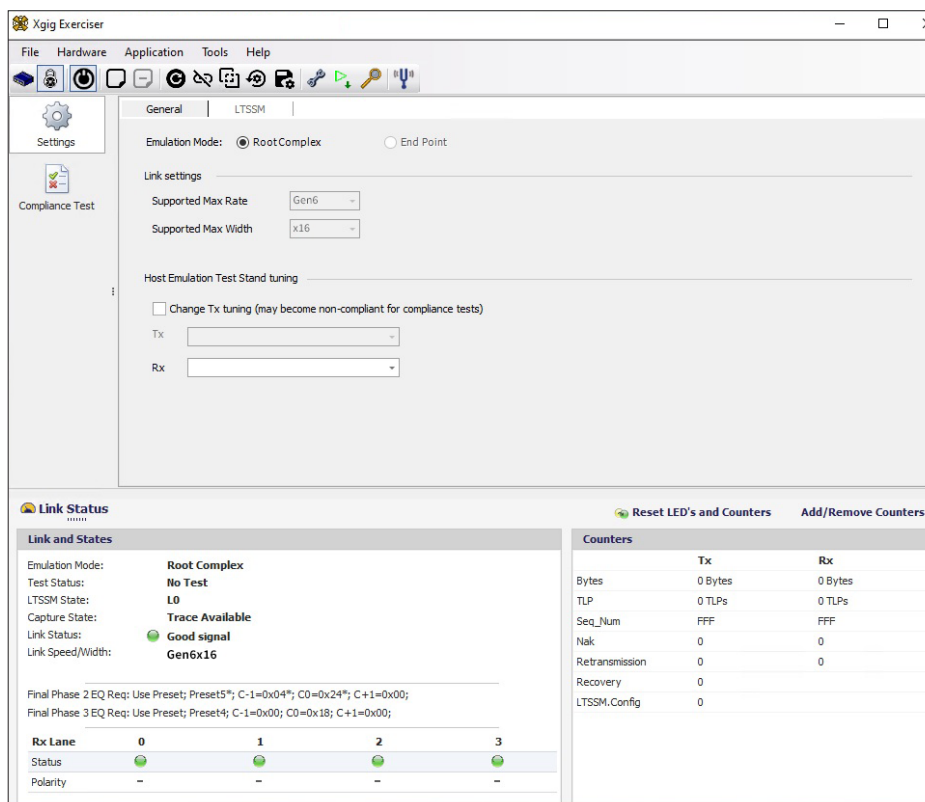 Xgig Exerciser
File Hardware Application Tools Help
General LTSSM
Settings
Emulation Mode: Root Complex End Point
Link settings
Compliance Test
Supported Max Rate Gen6
Supported Max Width x16
Host Emulation Test Stand tuning
Change Tx tuning (may become non-compliant for compliance tests)
Tx
Rx
Link Status
Reset LED's and Counters Add/Remove Counters
Link and States
Emulation Mode: Root Complex
Test Status: No Test
LTSSM State: L0
Capture State: Trace Available
Link Status: Good signal
Link Speed/Width: Gen6x16
Final Phase 2 EQ Req: Use Preset; Preset5*; C-1=0x04*; C0=0x24*; C+1=0x00;
Final Phase 3 EQ Req: Use Preset; Preset4; C-1=0x00; C0=0x18; C+1=0x00;
Rx Lane 0 1 2 3
Status
Polarity - - - -
Counters
Tx Rx
Bytes 0 Bytes 0 Bytes
TLP 0 TLPs 0 TLPs
Seq_Num FFF FFF
Nak 0 0
Retransmission 0 0
Recovery 0
LTSSM.Config 0